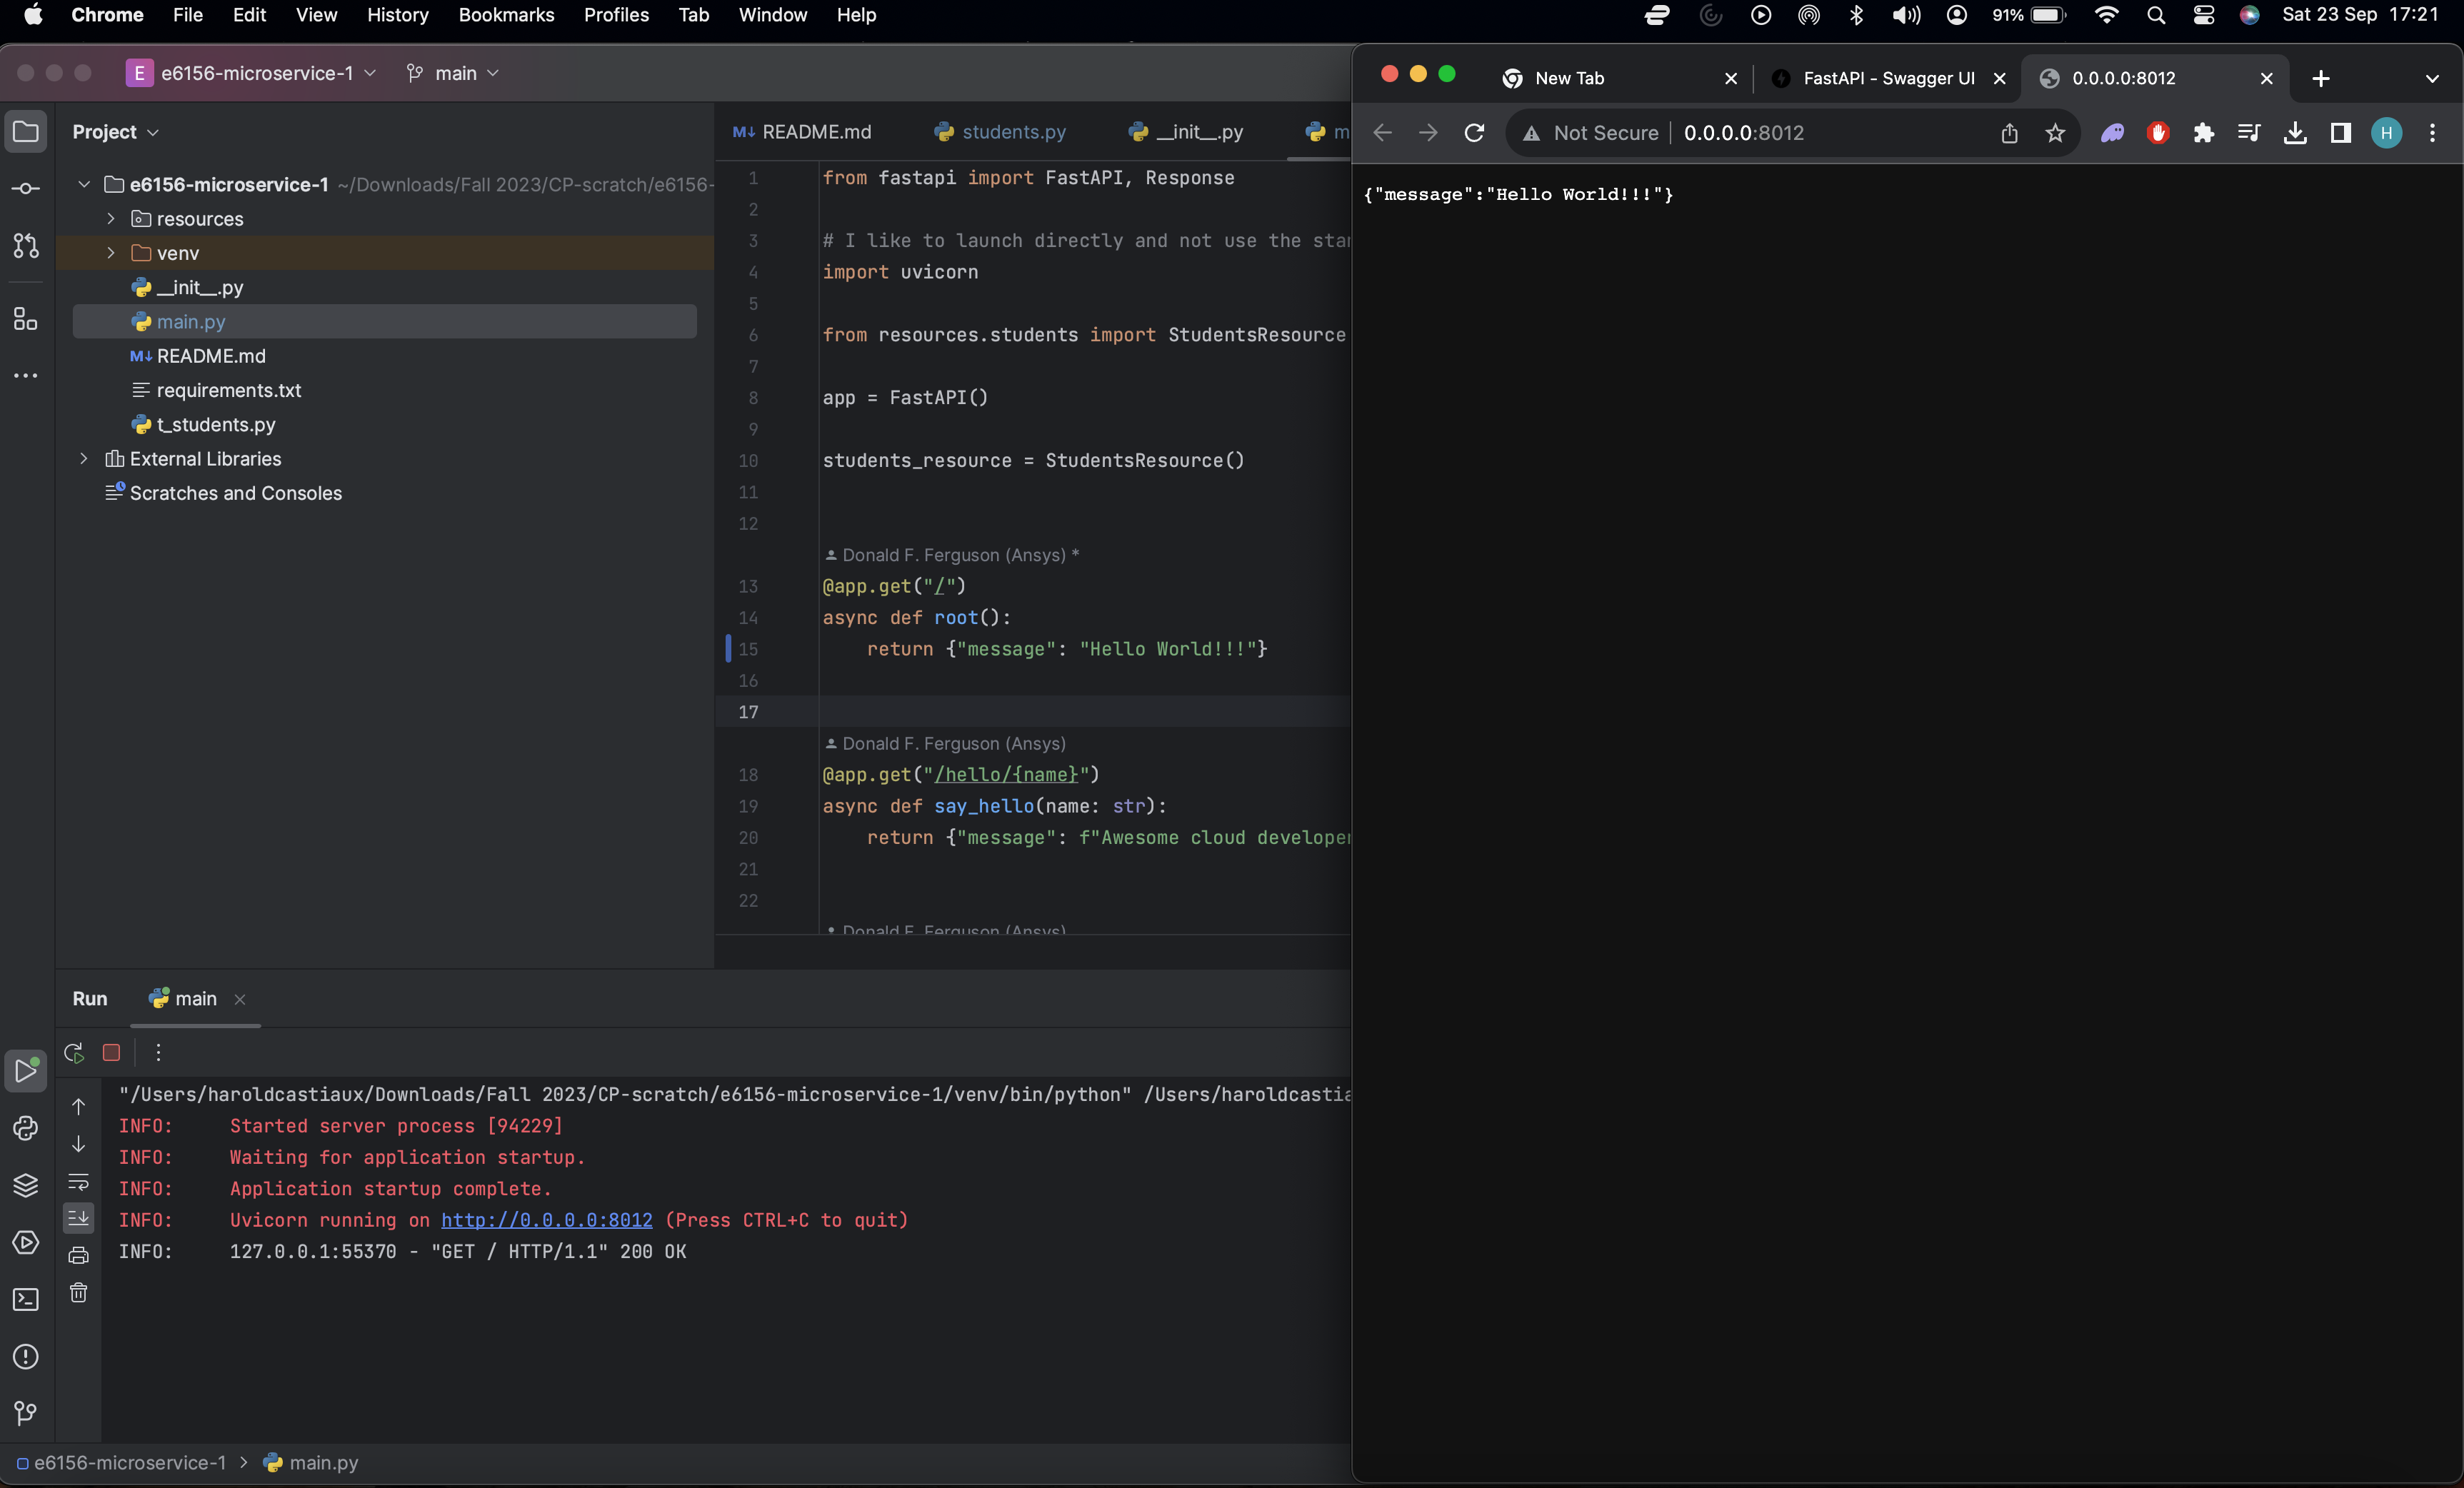 Chrome File Edit View History Bookmarks Profiles Tab Window Help 91% Sat 23 Sep 17:21
E e6156-microservice-1 main
Project
e6156-microservice-1 ~/Downloads/Fall 2023/CP-scratch/e6156-
resources
venv
__init__.py
main.py
M↓ README.md
requirements.txt
t_students.py
External Libraries
Scratches and Consoles
M↓ README.md students.py __init__.py m
1 from fastapi import FastAPI, Response
2
3 # I like to launch directly and not use the star
4 import uvicorn
5
6 from resources.students import StudentsResource
7
8 app = FastAPI()
9
10 students_resource = StudentsResource()
11
12
Donald F. Ferguson (Ansys) *
13 @app.get("/")
14 async def root():
15 return {"message": "Hello World!!!"}
16
17
Donald F. Ferguson (Ansys)
18 @app.get("/hello/{name}")
19 async def say_hello(name: str):
20 return {"message": f"Awesome cloud developer
21
22
Donald F. Ferguson (Ansys)
Run main
"/Users/haroldcastiaux/Downloads/Fall 2023/CP-scratch/e6156-microservice-1/venv/bin/python" /Users/haroldcastia
INFO: Started server process [94229]
INFO: Waiting for application startup.
INFO: Application startup complete.
INFO: Uvicorn running on http://0.0.0.0:8012 (Press CTRL+C to quit)
INFO: 127.0.0.1:55370 - "GET / HTTP/1.1" 200 OK
e6156-microservice-1 > main.py
New Tab FastAPI - Swagger UI 0.0.0.0:8012
Not Secure 0.0.0.0:8012 H
{"message":"Hello World!!!"}